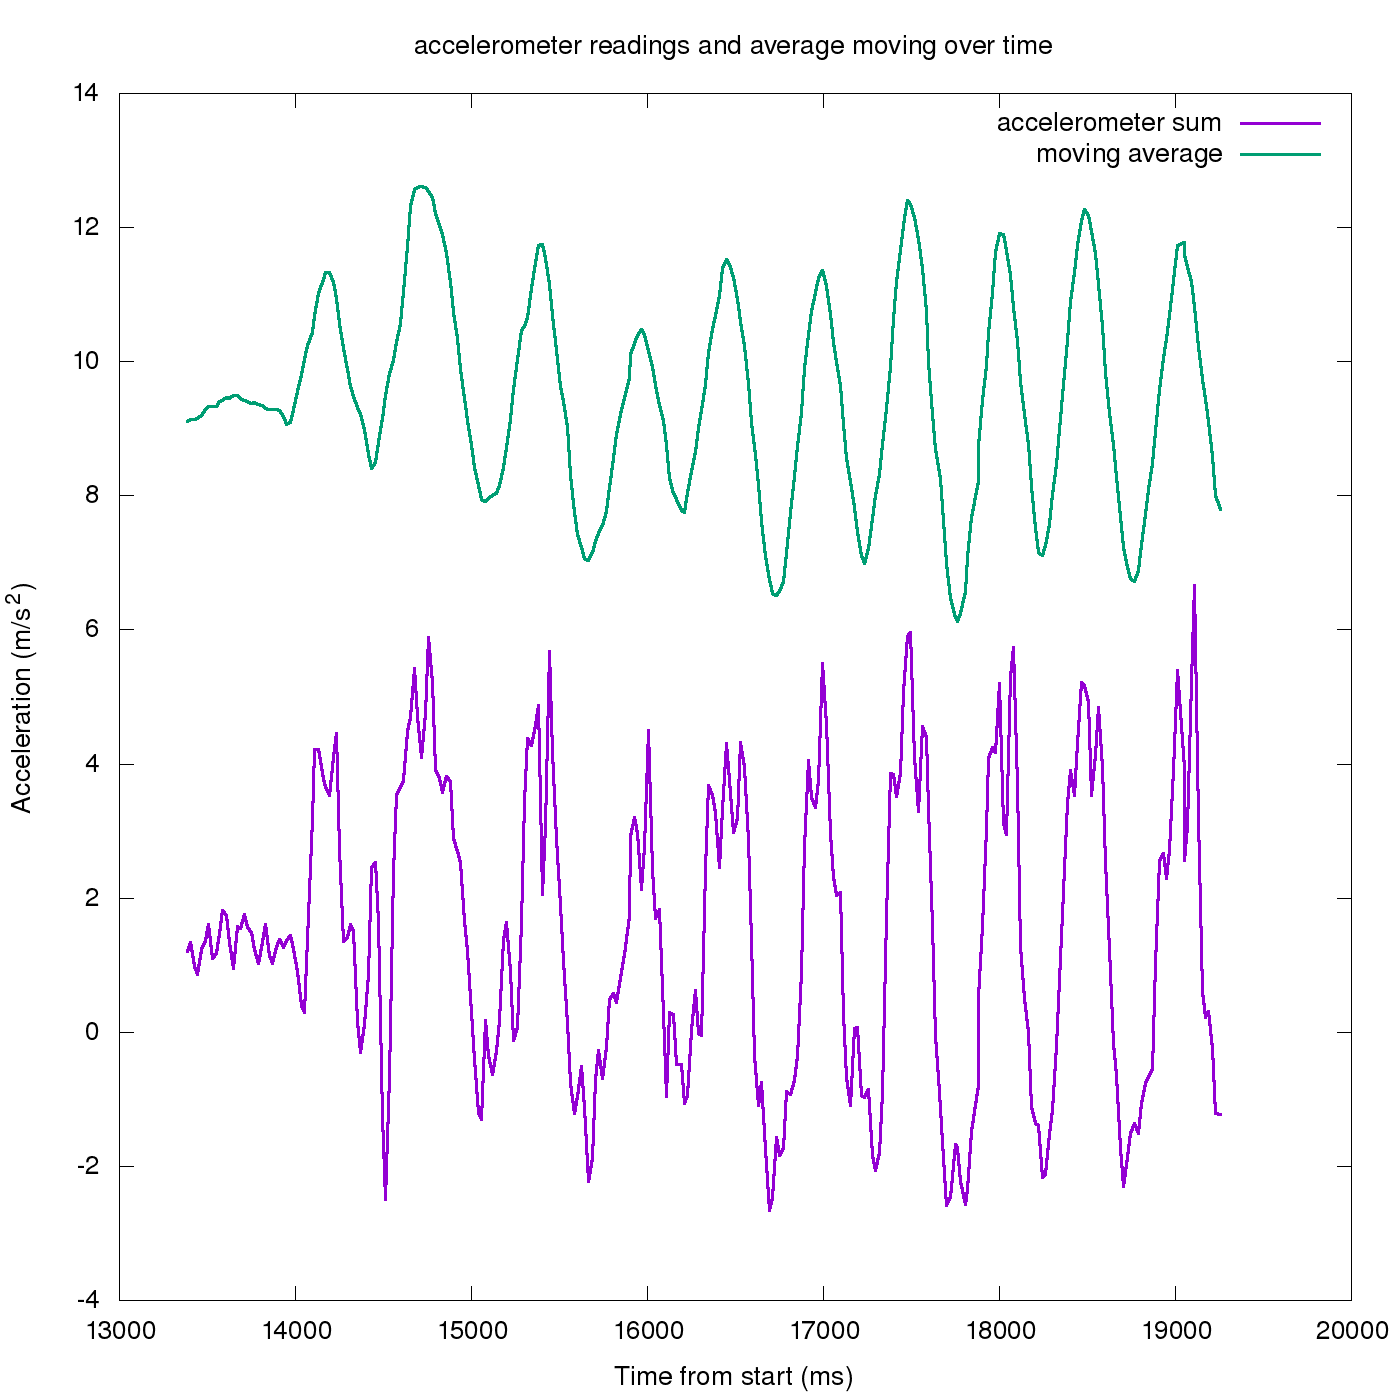 accelerometer readings and average moving over time
accelerometer sum
moving average
14
12
10
8
6
4
2
0
-2
-4
Acceleration (m/s²)
13000 14000 15000 16000 17000 18000 19000 20000
Time from start (ms)